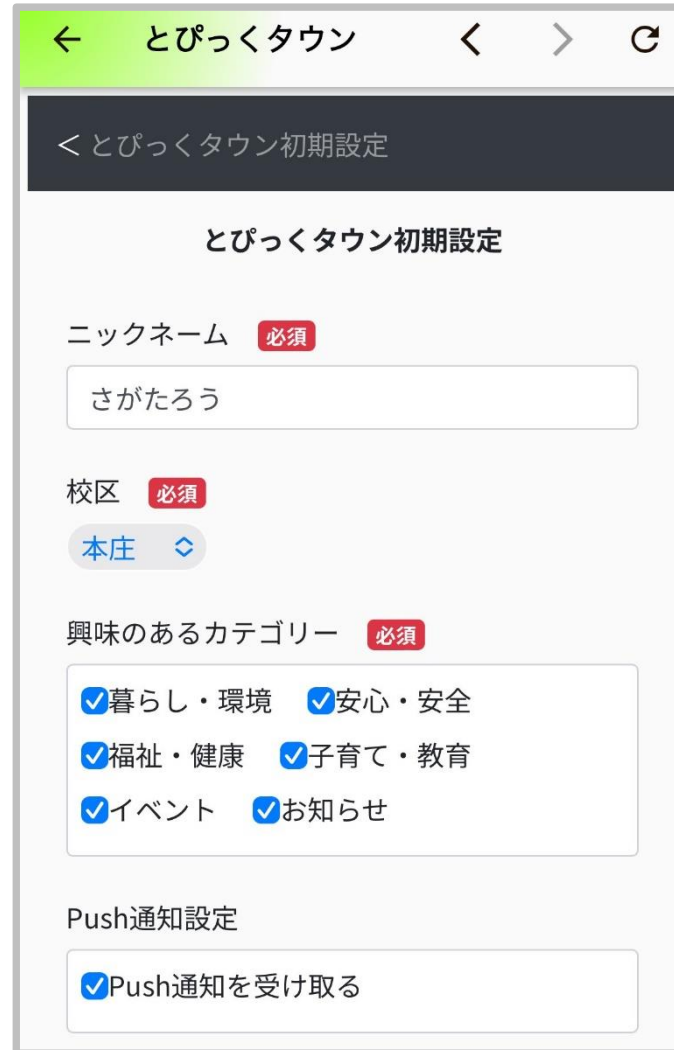 とぴっくタウン
<とぴっくタウン初期設定
とぴっくタウン初期設定
ニックネーム 必須
さがたろう
校区 必須
本庄
興味のあるカテゴリー 必須
暮らし・環境 安心・安全
福祉・健康 子育て・教育
イベント お知らせ
Push通知設定
Push通知を受け取る